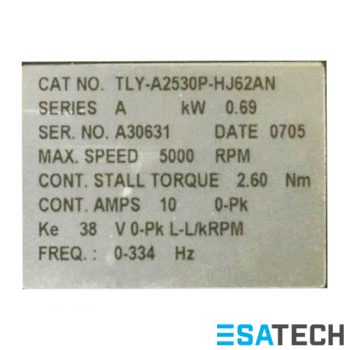 CAT NO. TLY-A2530P-HJ62AN
SERIES A kW 0.69
SER. NO. A30631 DATE 0705
MAX. SPEED 5000 RPM
CONT. STALL TORQUE 2.60 Nm
CONT. AMPS 10 0-Pk
Ke 38 V 0-Pk L-L/kRPM
FREQ. : 0-334 Hz
ESATECH